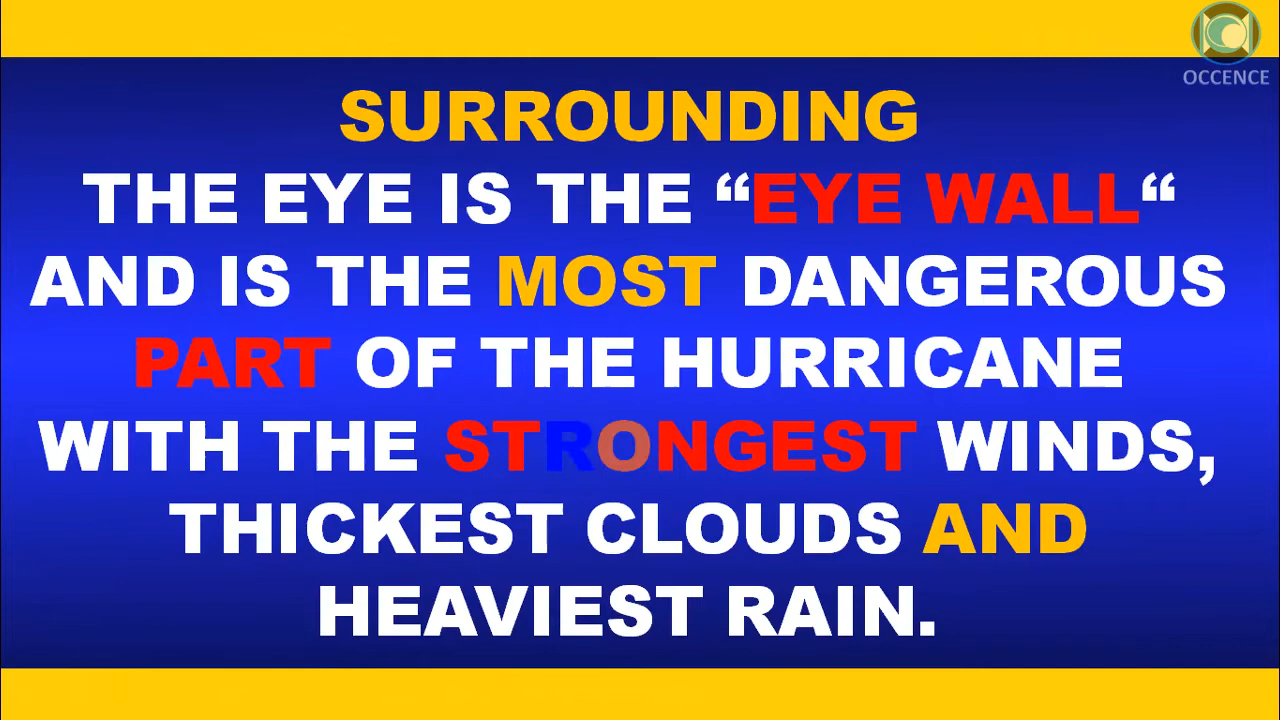 OCCENCE
SURROUNDING
THE EYE IS THE “EYE WALL“
AND IS THE MOST DANGEROUS
PART OF THE HURRICANE
WITH THE STRONGEST WINDS,
THICKEST CLOUDS AND
HEAVIEST RAIN.